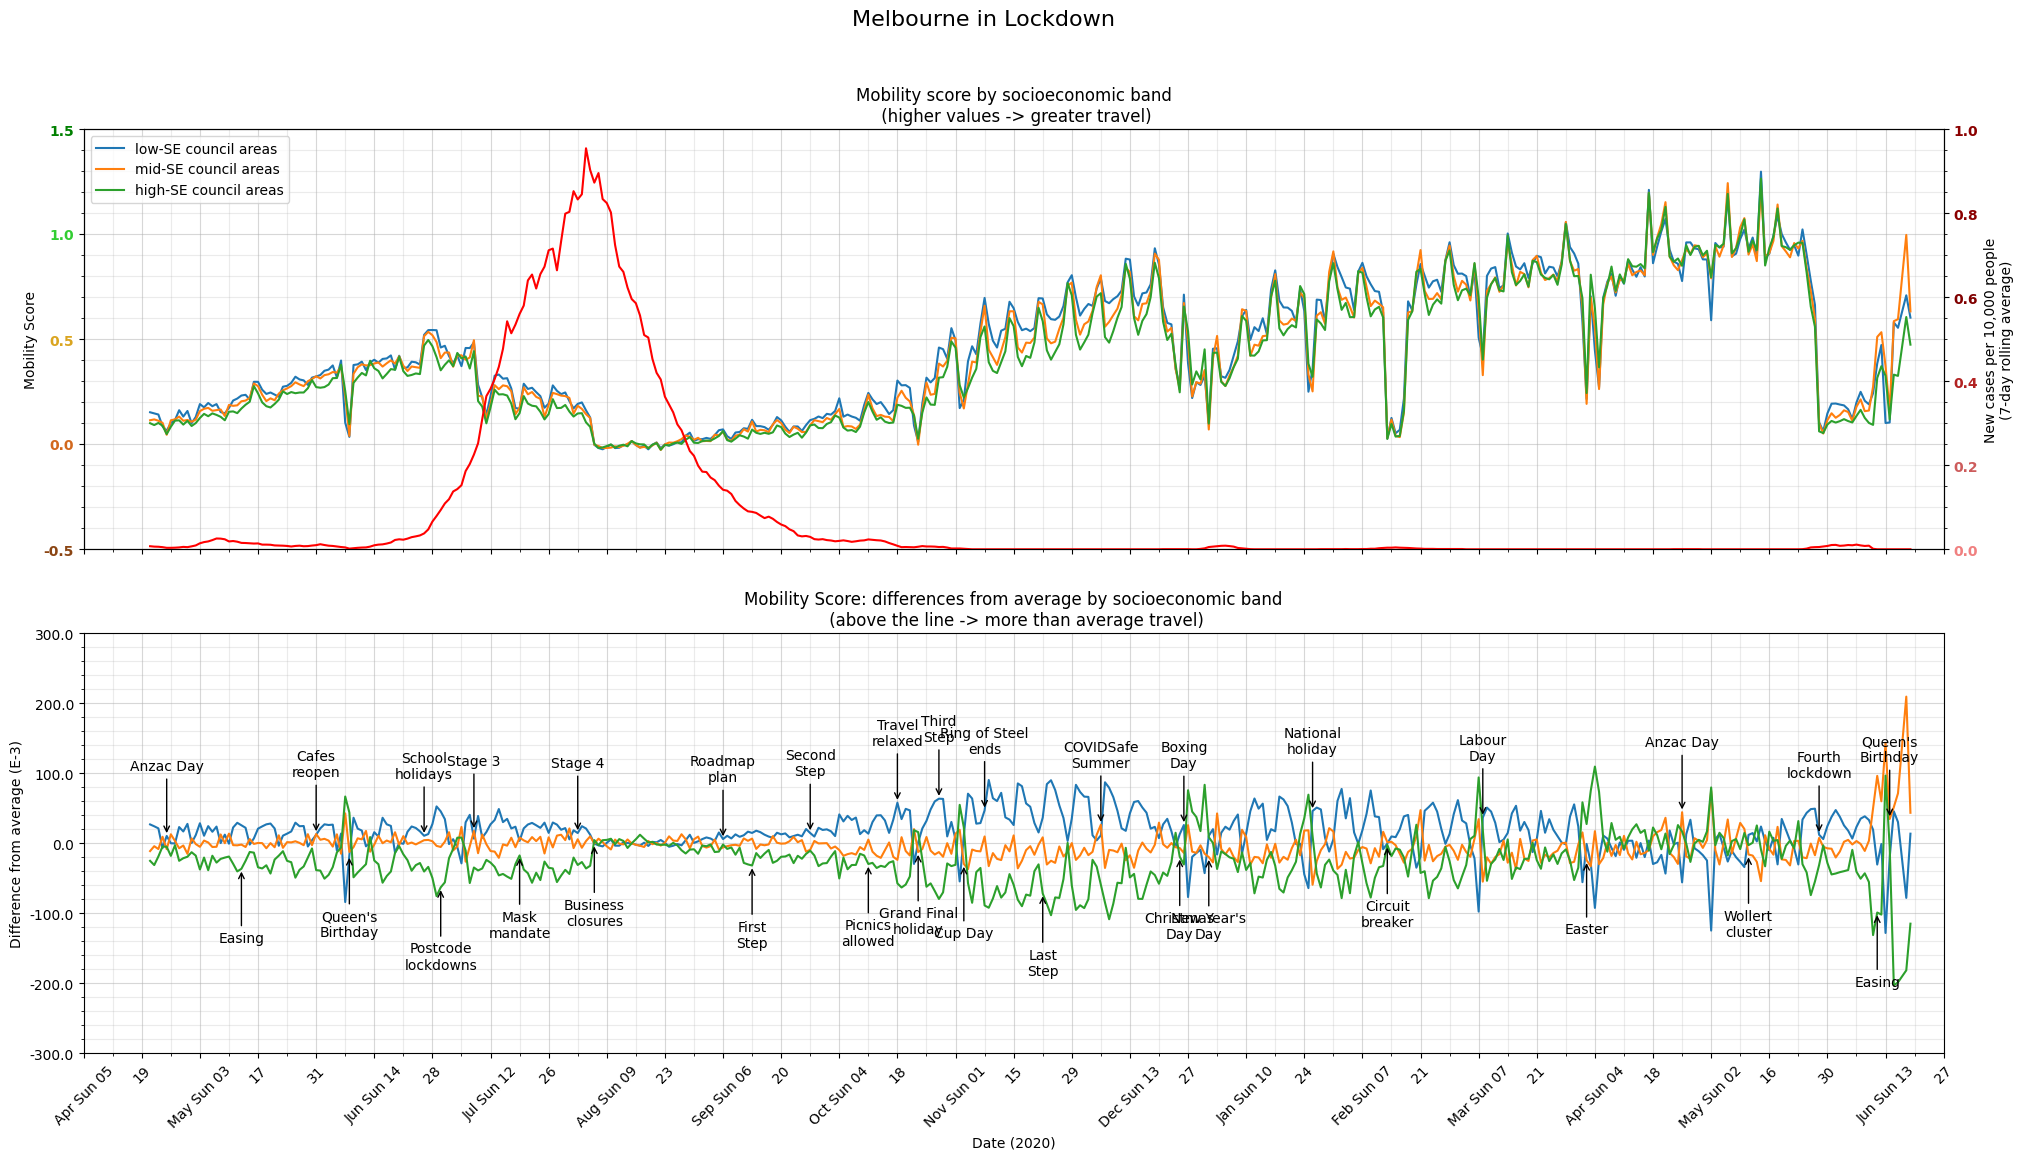 Melbourne in Lockdown
Mobility score by socioeconomic band
(higher values -> greater travel)
low-SE council areas
mid-SE council areas
high-SE council areas
1.5
1.0
0.5
0.0
-0.5
Mobility Score
1.0
0.8
0.6
0.4
0.2
0.0
New cases per 10,000 people
(7-day rolling average)
Mobility Score: differences from average by socioeconomic band
(above the line -> more than average travel)
300.0
200.0
100.0
0.0
-100.0
-200.0
-300.0
Difference from average (E-3)
Anzac Day
Easing
Cafes
reopen
Queen's
Birthday
School
holidays
Postcode
lockdowns
Stage 3
Mask
mandate
Stage 4
Business
closures
Roadmap
plan
First
Step
Second
Step
Picnics
allowed
Travel
relaxed
Grand Final
holiday
Third
Step
Cup Day
Ring of Steel
ends
Last
Step
COVIDSafe
Summer
Christmas
Day
Boxing
Day
New Year's
Day
National
holiday
Circuit
breaker
Labour
Day
Easter
Anzac Day
Wollert
cluster
Fourth
lockdown
Easing
Queen's
Birthday
Apr Sun 05
19
May Sun 03
17
31
Jun Sun 14
28
Jul Sun 12
26
Aug Sun 09
23
Sep Sun 06
20
Oct Sun 04
18
Nov Sun 01
15
29
Dec Sun 13
27
Jan Sun 10
24
Feb Sun 07
21
Mar Sun 07
21
Apr Sun 04
18
May Sun 02
16
30
Jun Sun 13
27
Date (2020)